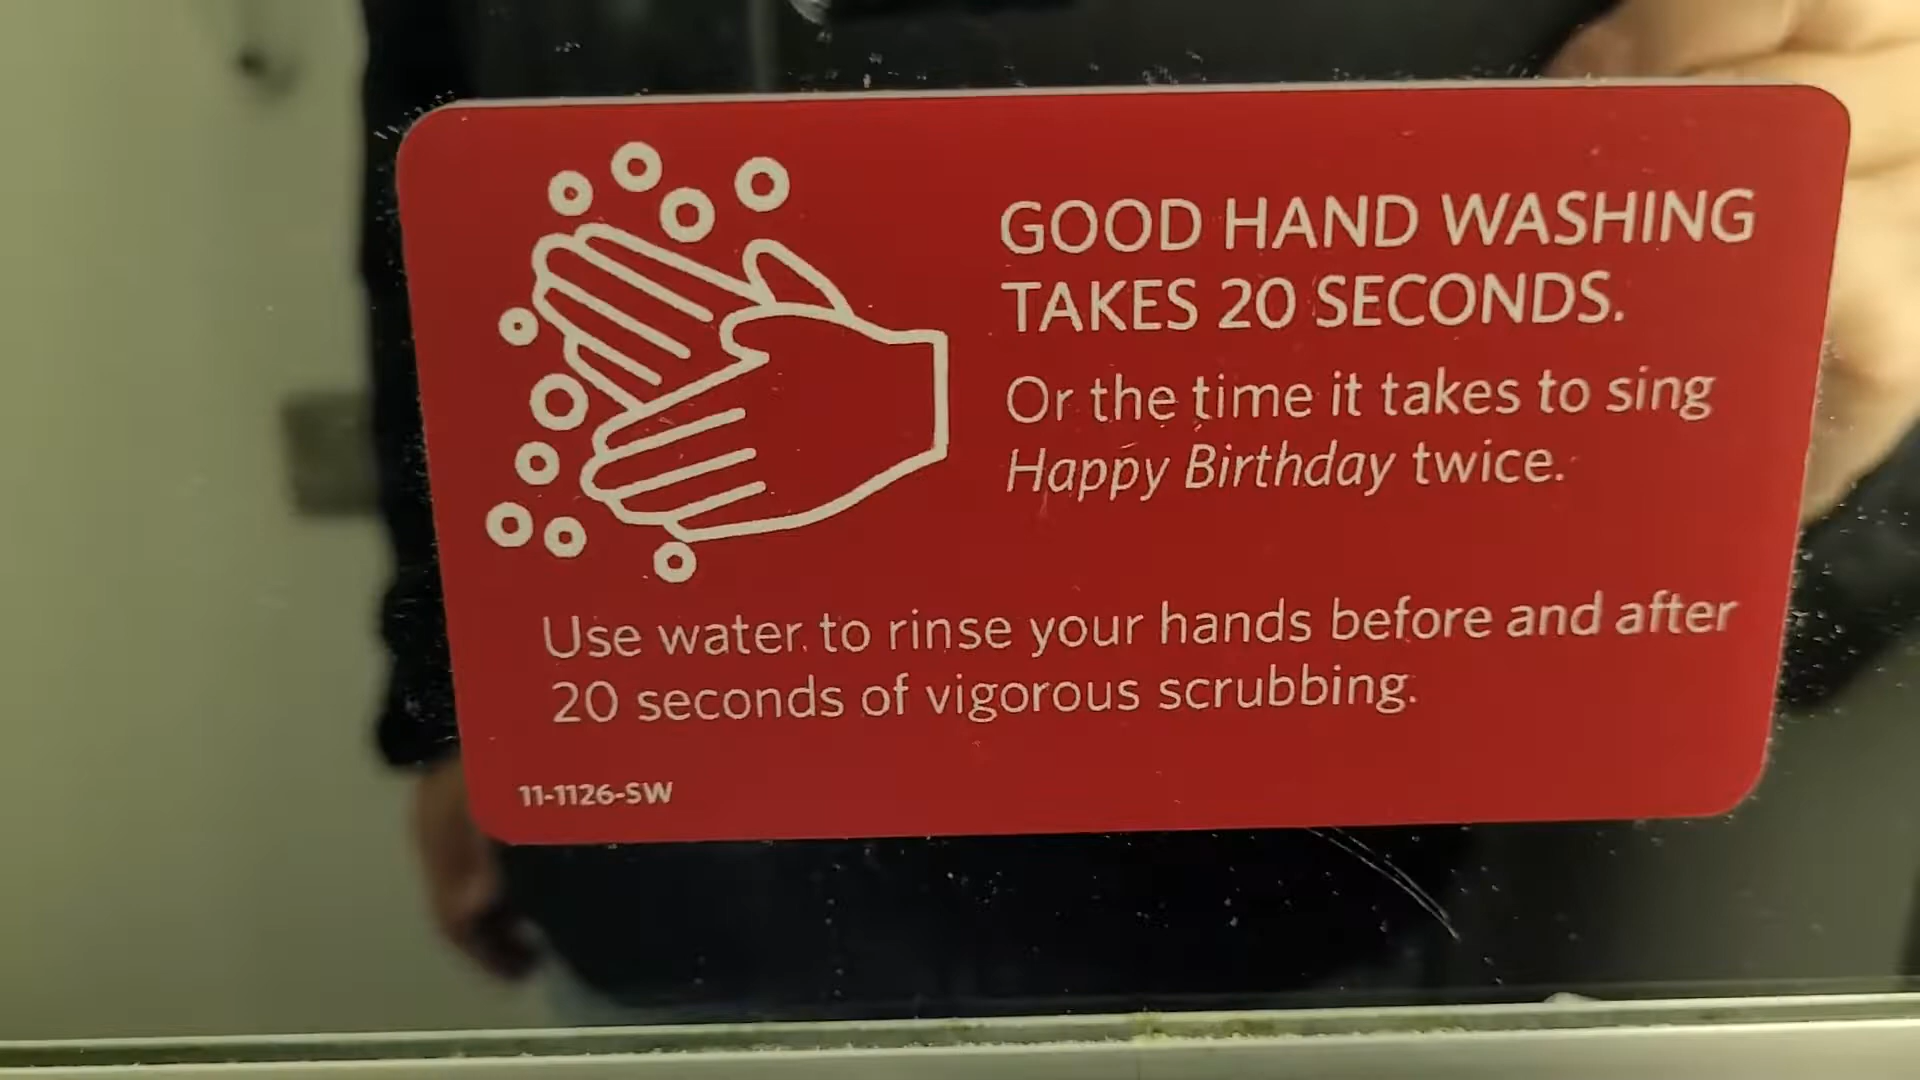 GOOD HAND WASHING
TAKES 20 SECONDS.
Or the time it takes to sing
Happy Birthday twice.
Use water to rinse your hands before and after
20 seconds of vigorous scrubbing.
11-1126-SW